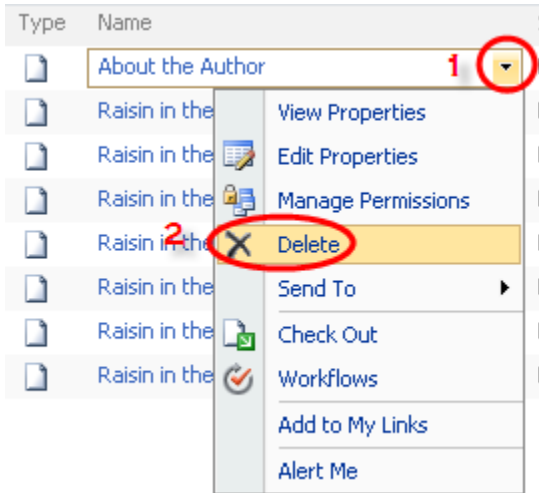 Type Name
About the Author 1
Raisin in the View Properties
Raisin in the Edit Properties
Raisin in the Manage Permissions
2 Raisin in the Delete
Raisin in the Send To
Raisin in the Check Out
Raisin in the Workflows
Add to My Links
Alert Me